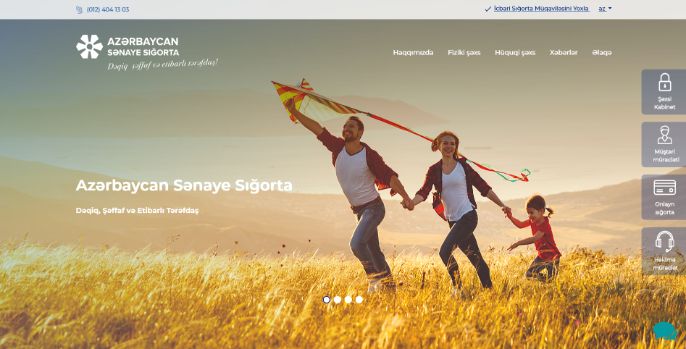 (012) 404 13 03
İcbari Sığorta Müqaviləsini Yoxla
az
AZƏRBAYCAN
SƏNAYE SIĞORTA
Dəqiq, şəffaf və etibarlı tərəfdaş!
Haqqımızda
Fiziki şəxs
Hüquqi şəxs
Xəbərlər
Əlaqə
Şəxsi
Kabinet
Müştəri
müraciəti
Onlayn
sığorta
Həkimə
müraciət
Azərbaycan Sənaye Sığorta
Dəqiq, Şəffaf və Etibarlı Tərəfdaş